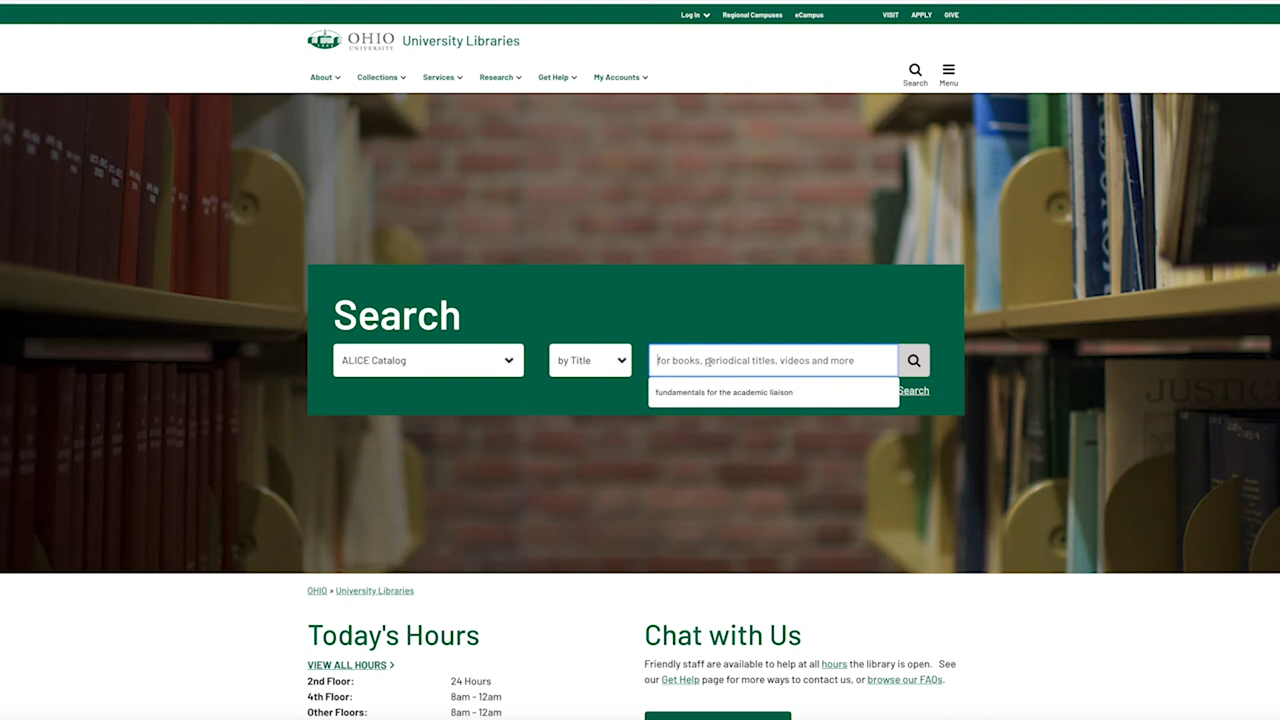 Log In
Regional Campuses
eCampus
VISIT
APPLY
GIVE
OHIO UNIVERSITY
University Libraries
About
Collections
Services
Research
Get Help
My Accounts
Search
Menu
Search
ALICE Catalog
by Title
for books, periodical titles, videos and more
fundamentals for the academic liaison
Search
JUSTIC
OHIO » University Libraries
Today's Hours
VIEW ALL HOURS >
2nd Floor: 24 Hours
4th Floor: 8am - 12am
Other Floors: 8am - 12am
Chat with Us
Friendly staff are available to help at all hours the library is open. See
our Get Help page for more ways to contact us, or browse our FAQs.